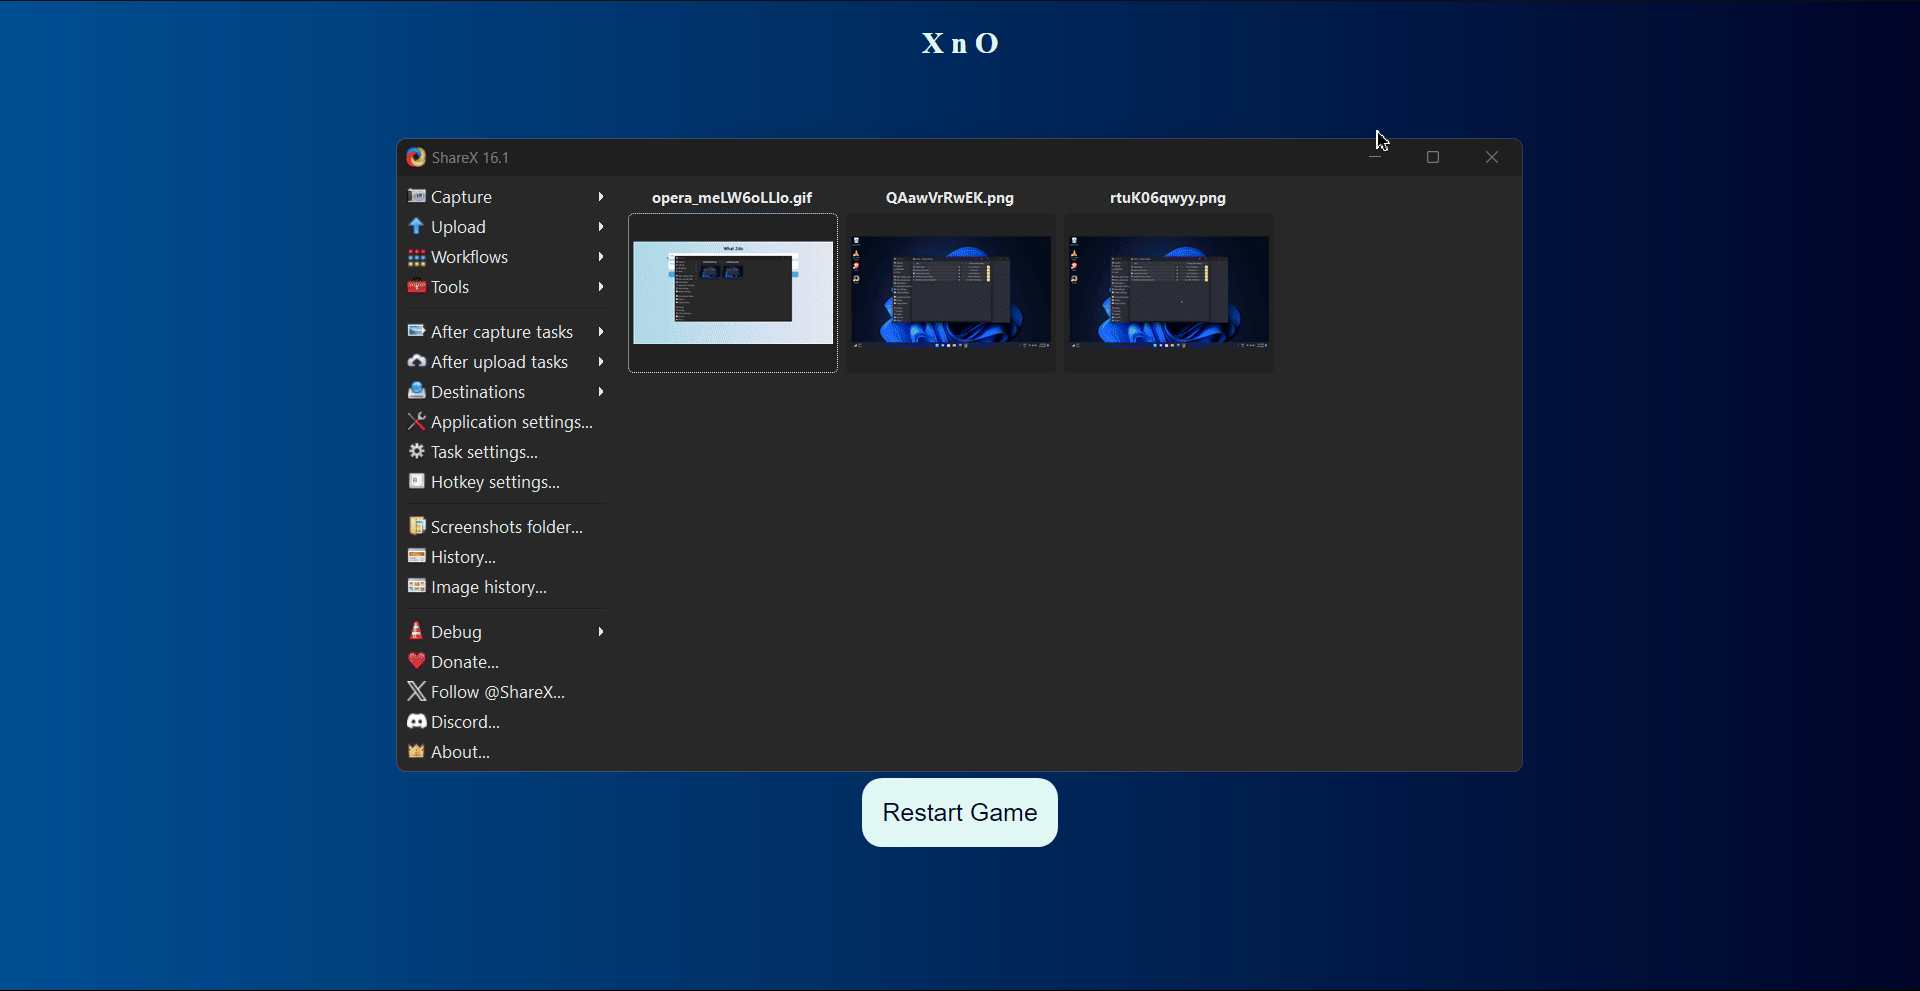 X n O
ShareX 16.1
Capture
Upload
Workflows
Tools
After capture tasks
After upload tasks
Destinations
Application settings...
Task settings...
Hotkey settings...
Screenshots folder...
History...
Image history...
Debug
Donate...
Follow @ShareX...
Discord...
About...
opera_meLW6oLLlo.gif
QAawVrRwEK.png
rtuK06qwyy.png
What 2do
Restart Game